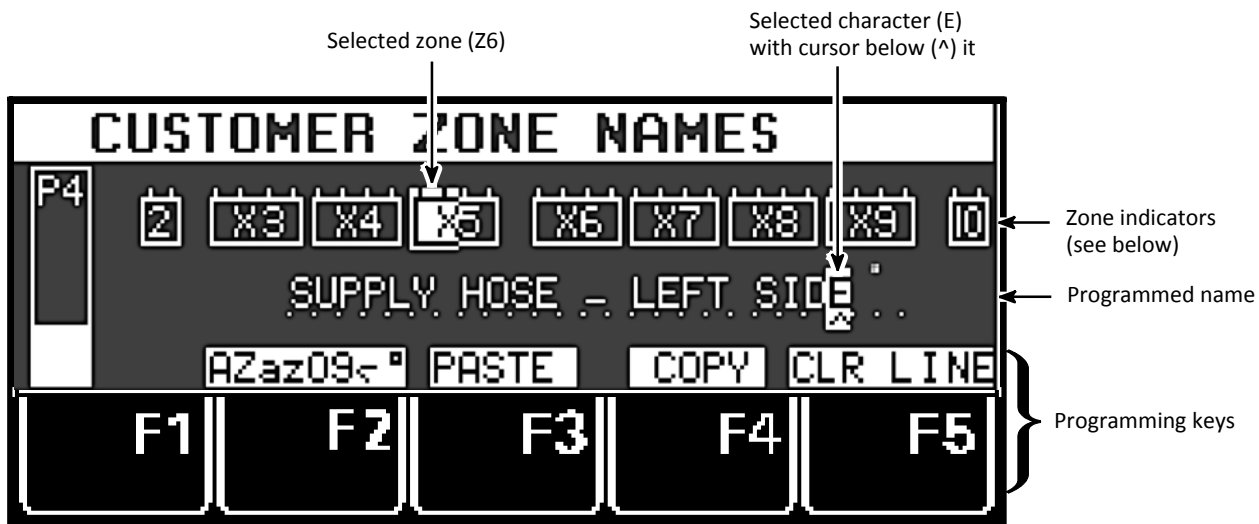 Selected character (E)
with cursor below (^) it
Selected zone (Z6)
CUSTOMER ZONE NAMES
P4
2 X3 X4 X5 X6 X7 X8 X9 10
Zone indicators
(see below)
SUPPLY HOSE - LEFT SIDE
^
Programmed name
AZaz09<° PASTE COPY CLR LINE
F1 F2 F3 F4 F5
Programming keys